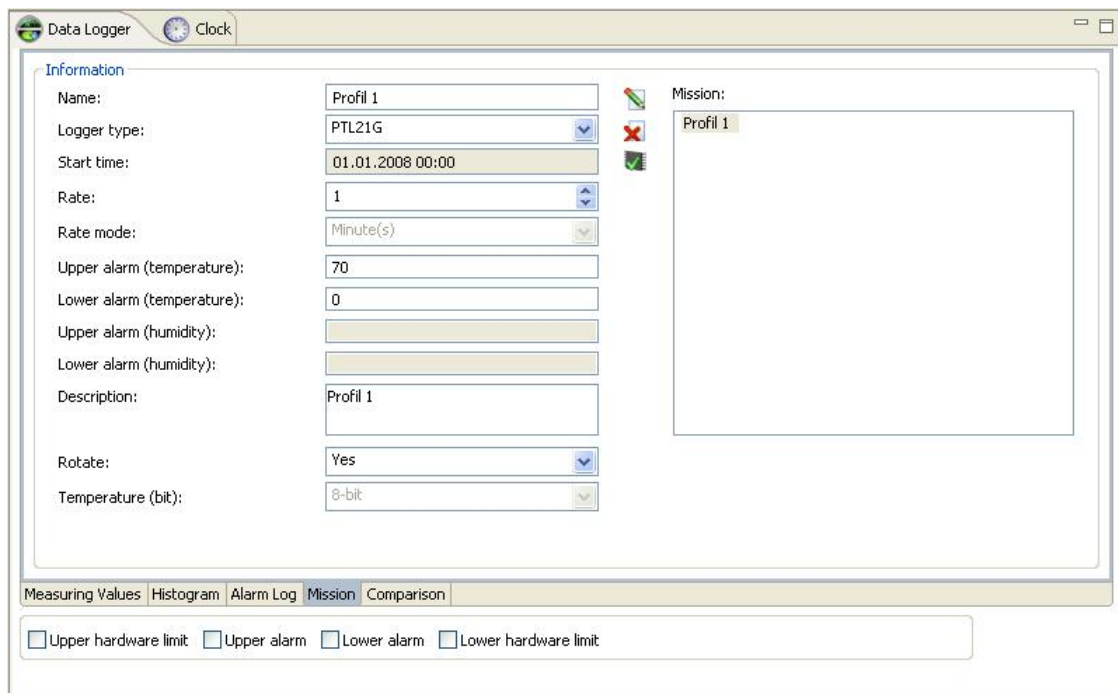 Data Logger Clock
Information
Name: Profil 1
Logger type: PTL21G
Start time: 01.01.2008 00:00
Rate: 1
Rate mode: Minute(s)
Upper alarm (temperature): 70
Lower alarm (temperature): 0
Upper alarm (humidity):
Lower alarm (humidity):
Description: Profil 1
Rotate: Yes
Temperature (bit): 8-bit
Mission:
Profil 1
Measuring Values Histogram Alarm Log Mission Comparison
Upper hardware limit Upper alarm Lower alarm Lower hardware limit